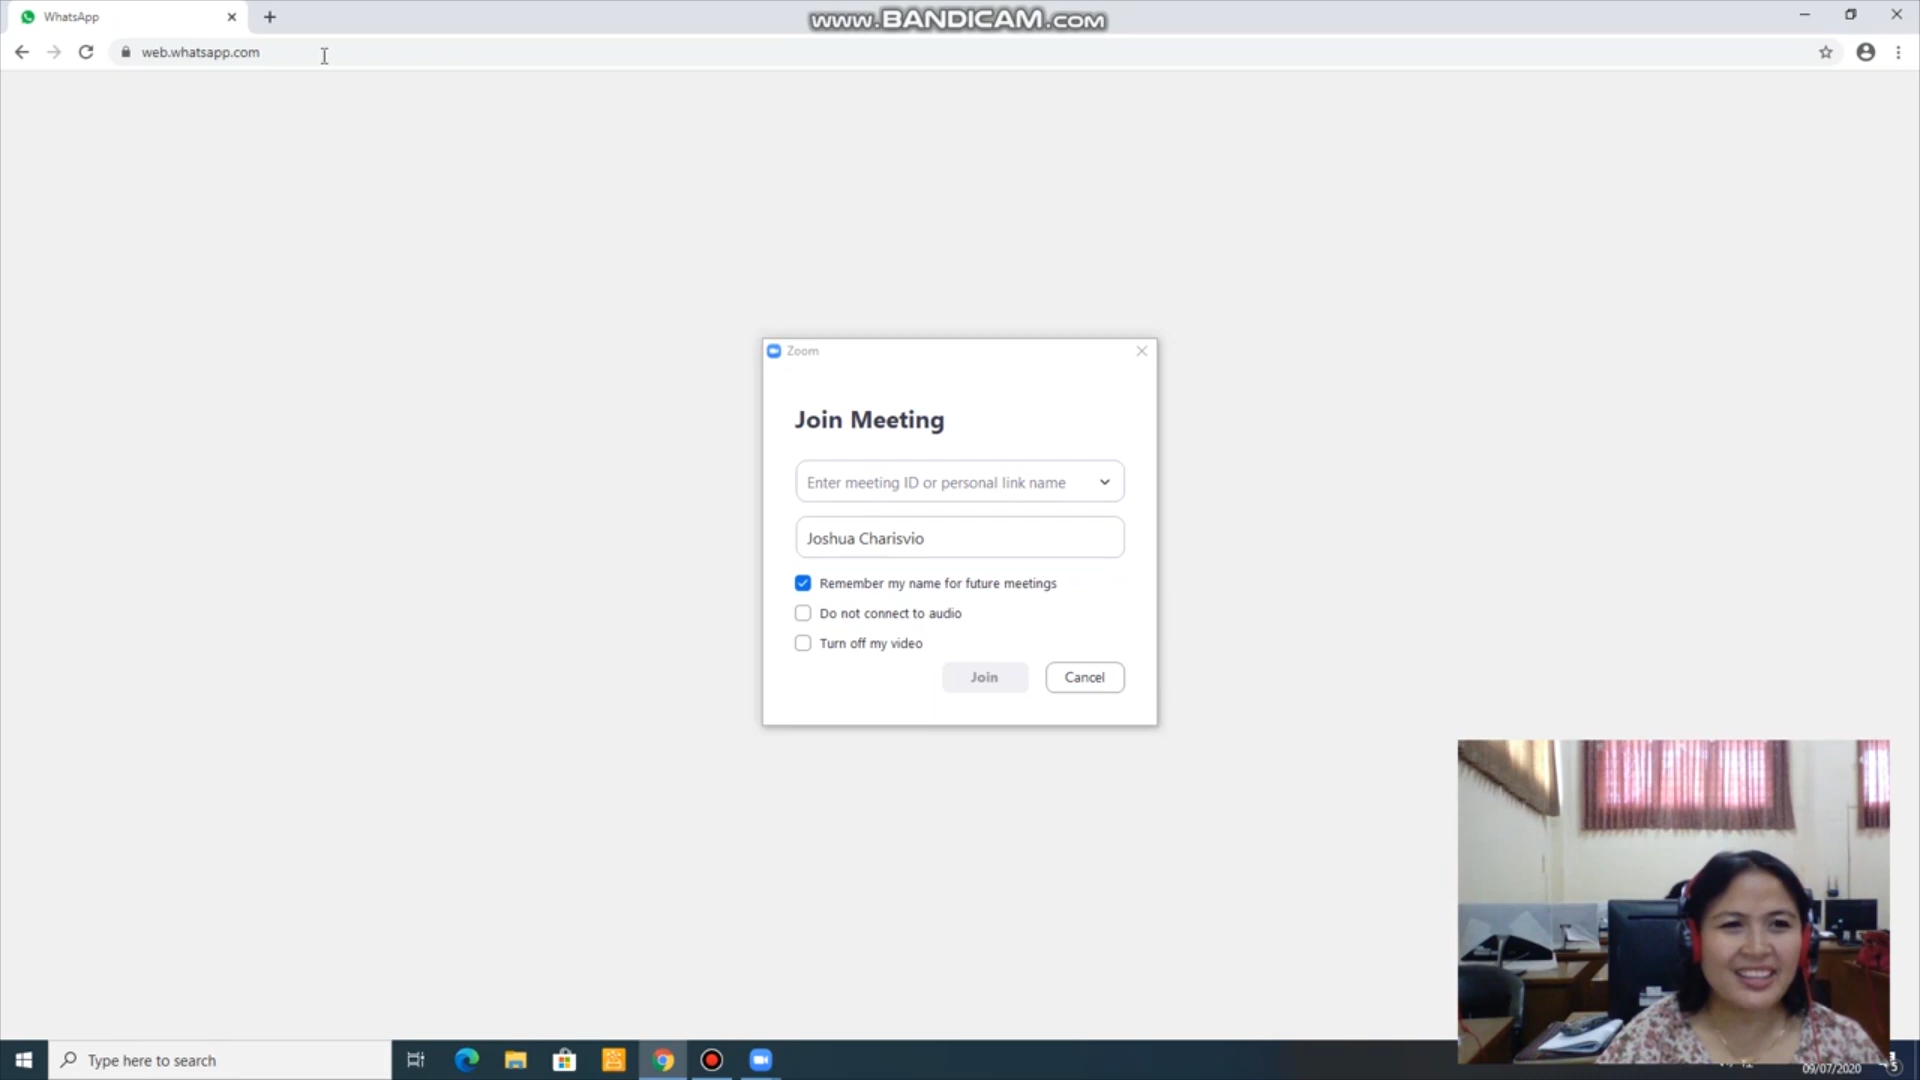 WhatsApp
www.BANDICAM.com
web.whatsapp.com
Zoom
Join Meeting
Enter meeting ID or personal link name
Joshua Charisvio
Remember my name for future meetings
Do not connect to audio
Turn off my video
Join
Cancel
Type here to search
09/07/2020
5